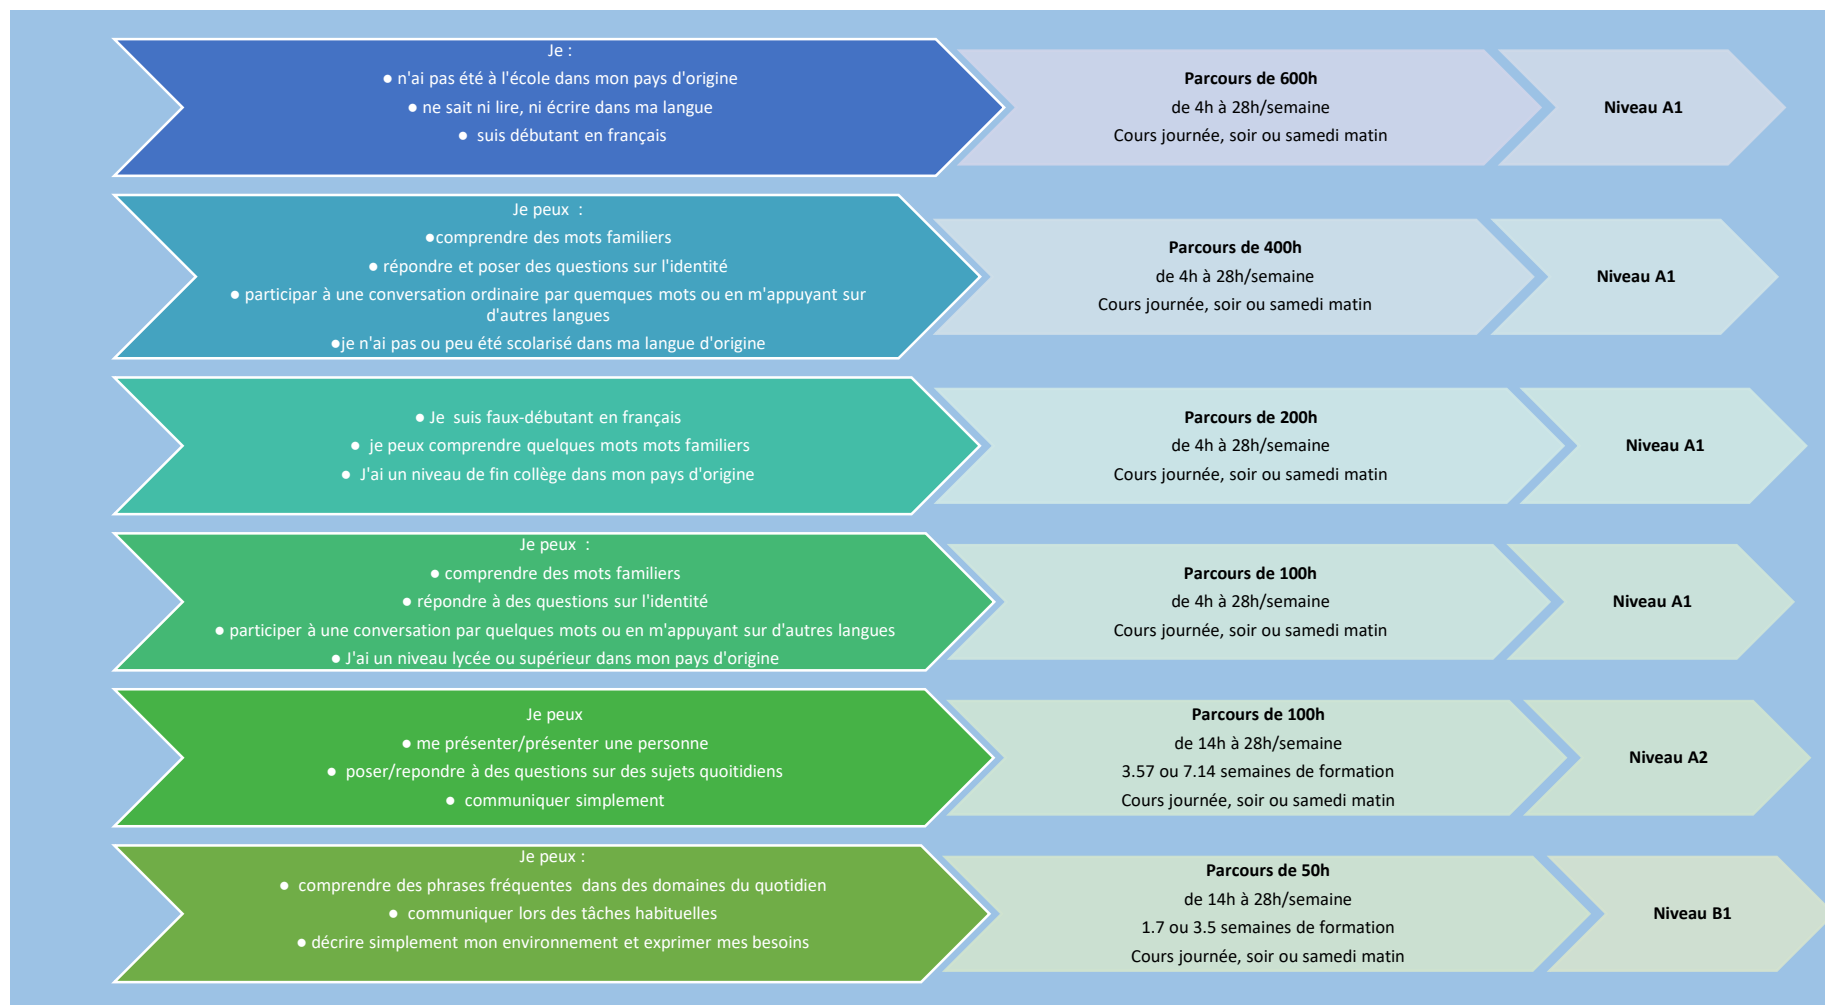 Je :
● n'ai pas été à l'école dans mon pays d'origine
● ne sait ni lire, ni écrire dans ma langue
● suis débutant en français
Parcours de 600h
de 4h à 28h/semaine
Cours journée, soir ou samedi matin
Niveau A1
Je peux :
●comprendre des mots familiers
● répondre et poser des questions sur l'identité
● participar à une conversation ordinaire par quemques mots ou en m'appuyant sur
d'autres langues
●je n'ai pas ou peu été scolarisé dans ma langue d'origine
Parcours de 400h
de 4h à 28h/semaine
Cours journée, soir ou samedi matin
Niveau A1
● Je suis faux-débutant en français
● je peux comprendre quelques mots mots familiers
● J'ai un niveau de fin collège dans mon pays d'origine
Parcours de 200h
de 4h à 28h/semaine
Cours journée, soir ou samedi matin
Niveau A1
Je peux :
● comprendre des mots familiers
● répondre à des questions sur l'identité
● participer à une conversation par quelques mots ou en m'appuyant sur d'autres langues
● J'ai un niveau lycée ou supérieur dans mon pays d'origine
Parcours de 100h
de 4h à 28h/semaine
Cours journée, soir ou samedi matin
Niveau A1
Je peux
● me présenter/présenter une personne
● poser/repondre à des questions sur des sujets quoitidiens
● communiquer simplement
Parcours de 100h
de 14h à 28h/semaine
3.57 ou 7.14 semaines de formation
Cours journée, soir ou samedi matin
Niveau A2
Je peux :
● comprendre des phrases fréquentes dans des domaines du quotidien
● communiquer lors des tâches habituelles
● décrire simplement mon environnement et exprimer mes besoins
Parcours de 50h
de 14h à 28h/semaine
1.7 ou 3.5 semaines de formation
Cours journée, soir ou samedi matin
Niveau B1